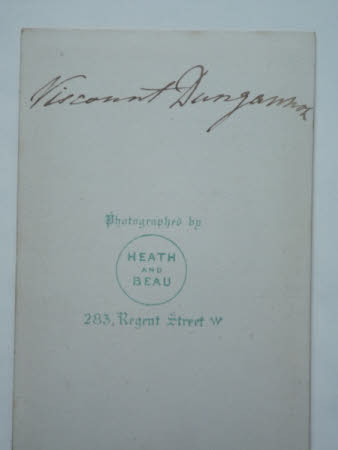 Viscount Dungannon
Photographed by
HEATH
AND
BEAU
283, Regent Street W